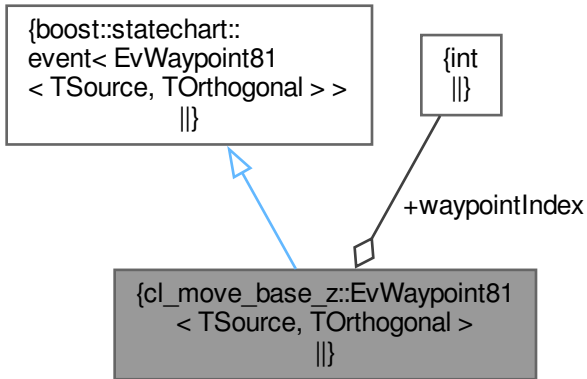 {boost::statechart::
event< EvWaypoint81
< TSource, TOrthogonal > >
||}
{int
||}
+waypointIndex
{cl_move_base_z::EvWaypoint81
< TSource, TOrthogonal >
||}